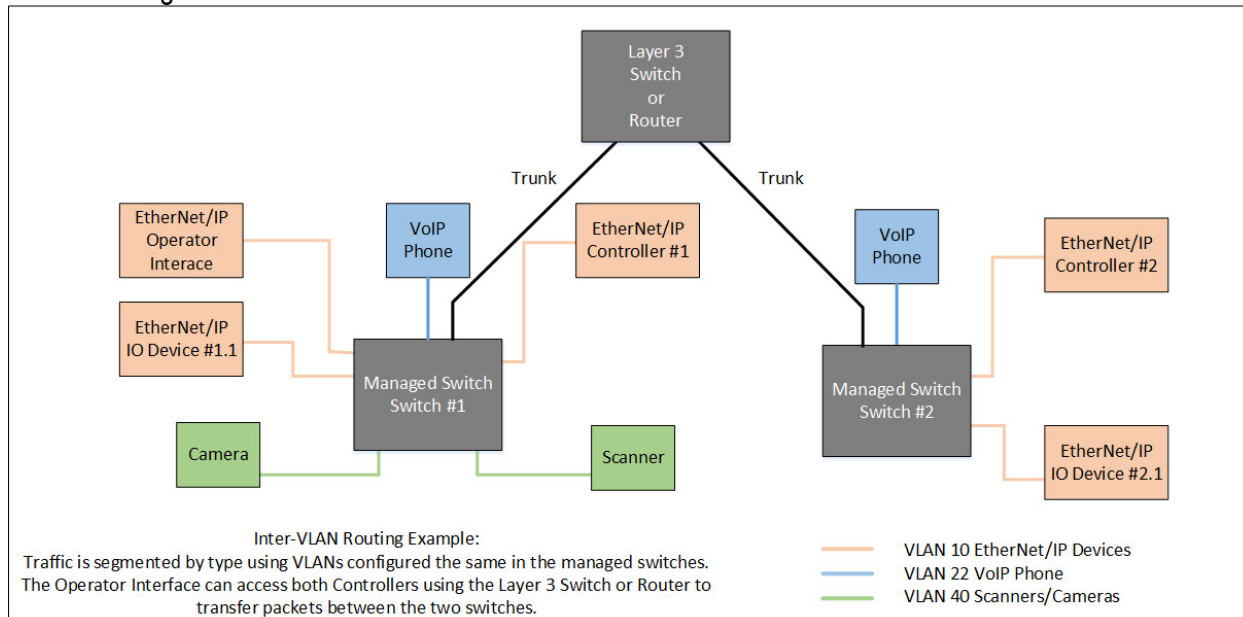 Layer 3
Switch
or
Router
Trunk
Trunk
EtherNet/IP
Operator
Interace
VoIP
Phone
EtherNet/IP
Controller #1
VoIP
Phone
EtherNet/IP
Controller #2
EtherNet/IP
IO Device #1.1
Managed Switch
Switch #1
Managed Switch
Switch #2
Camera
Scanner
EtherNet/IP
IO Device #2.1
Inter-VLAN Routing Example:
Traffic is segmented by type using VLANs configured the same in the managed switches.
The Operator Interface can access both Controllers using the Layer 3 Switch or Router to
transfer packets between the two switches.
VLAN 10 EtherNet/IP Devices
VLAN 22 VoIP Phone
VLAN 40 Scanners/Cameras